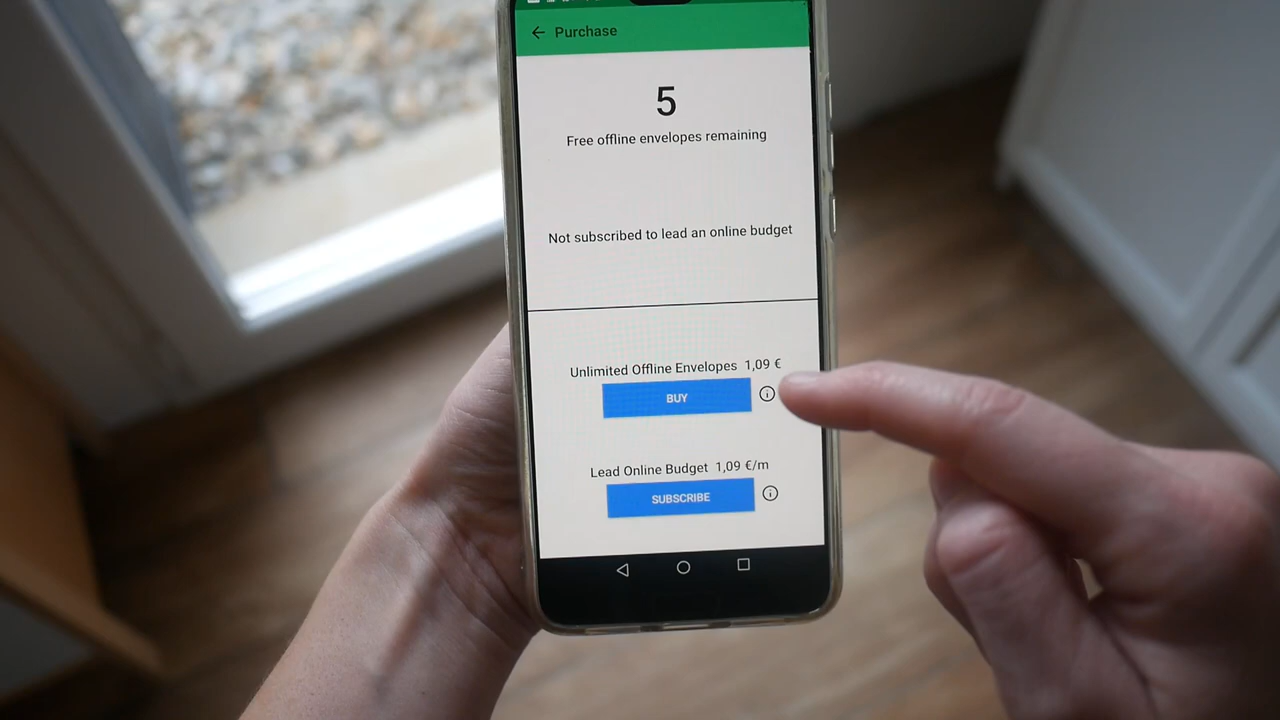 Purchase
5
Free offline envelopes remaining
Not subscribed to lead an online budget
Unlimited Offline Envelopes 1,09 €
BUY
Lead Online Budget 1,09 €/m
SUBSCRIBE